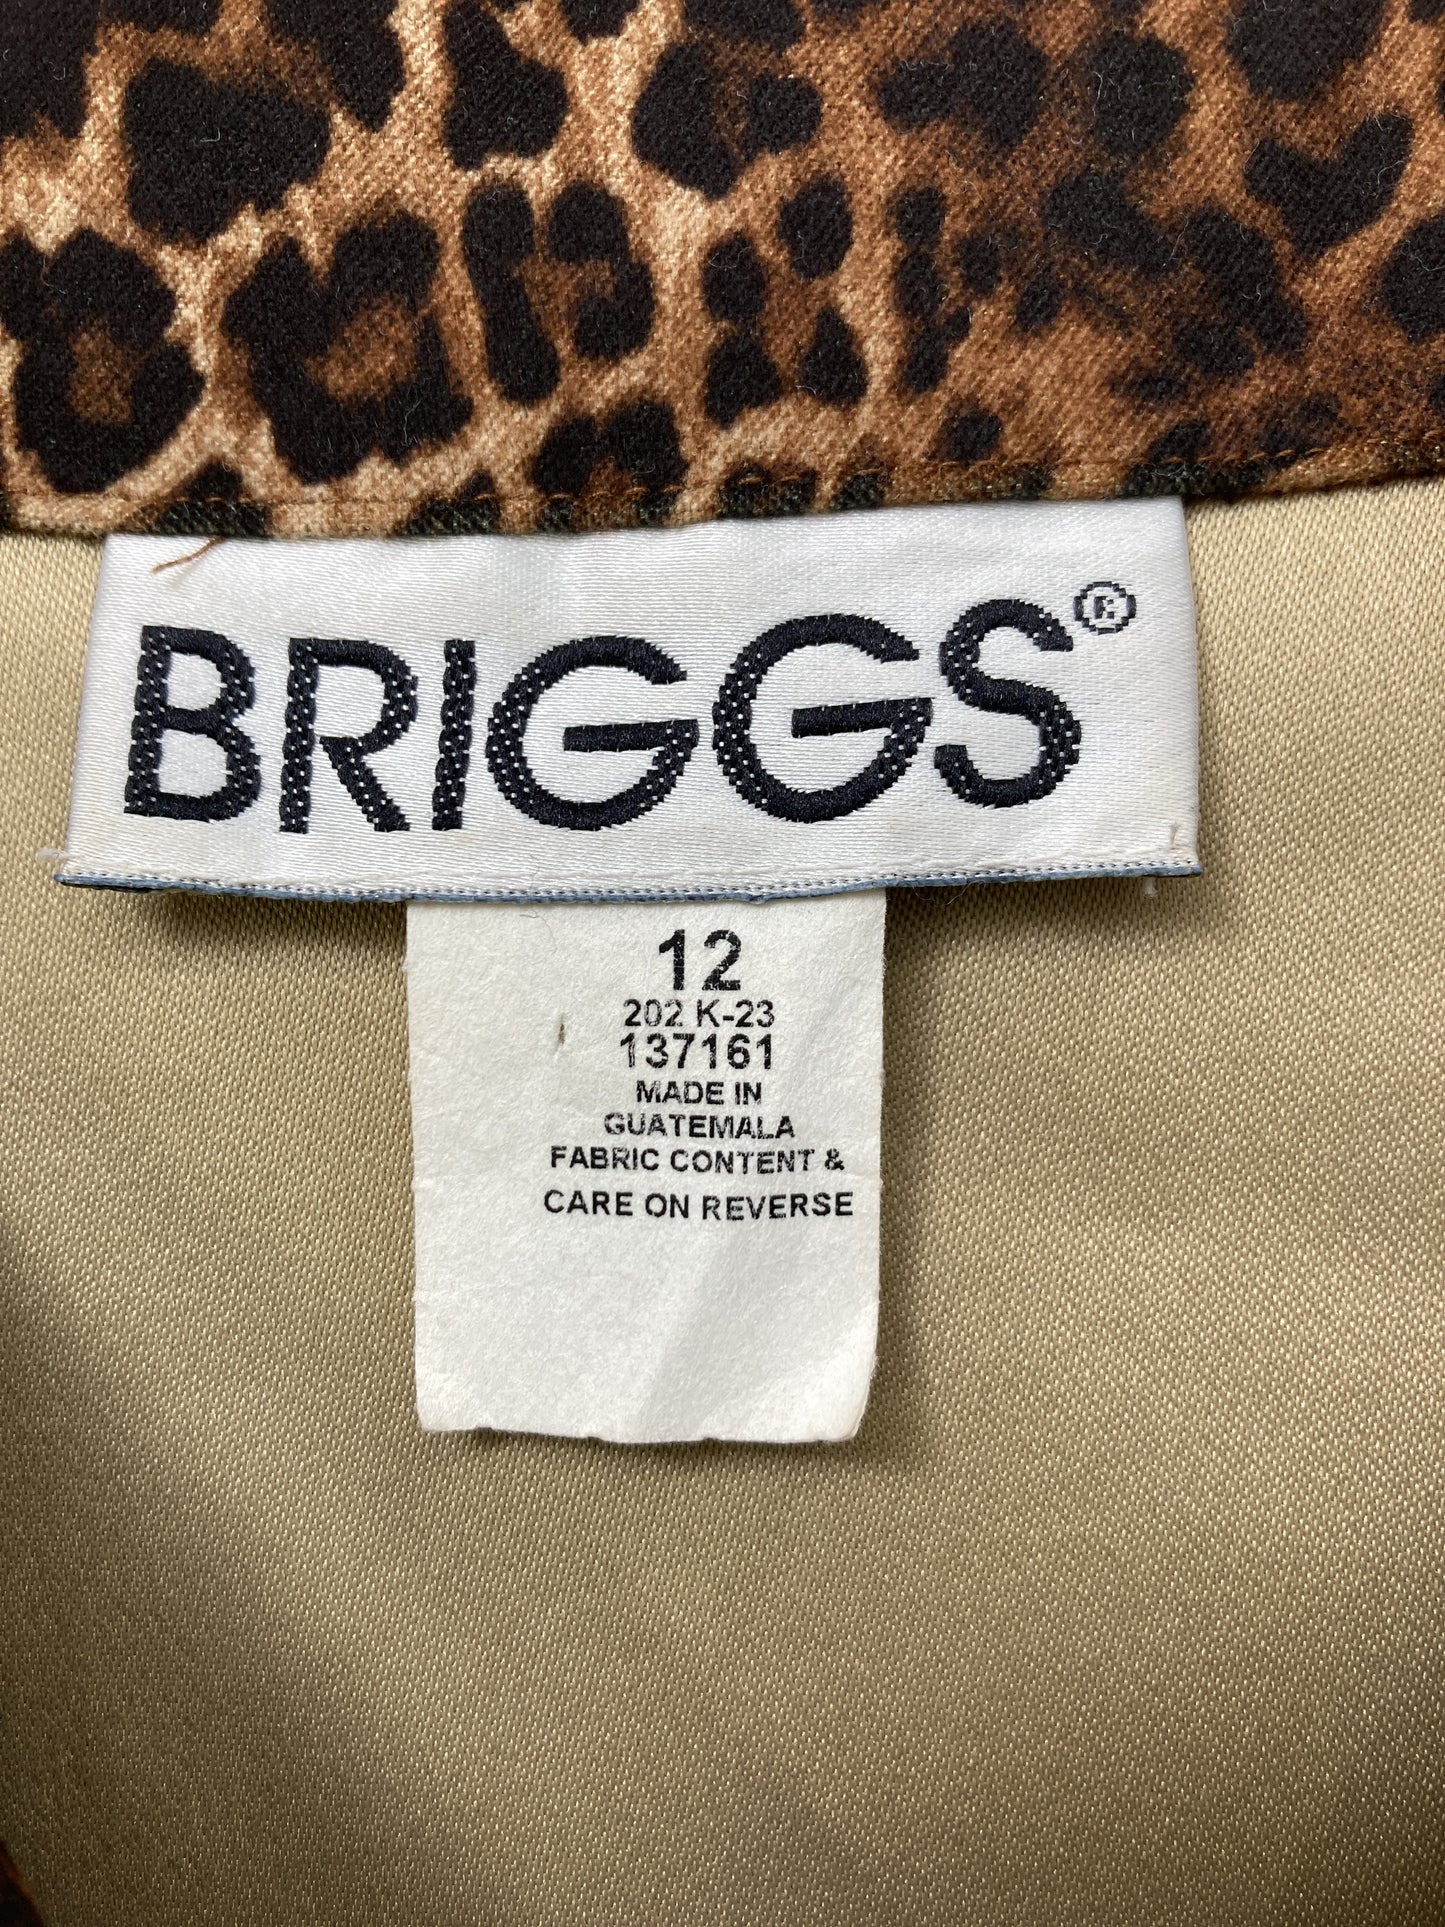 BRIGGS®
12
202 K-23
137161
MADE IN
GUATEMALA
FABRIC CONTENT &
CARE ON REVERSE